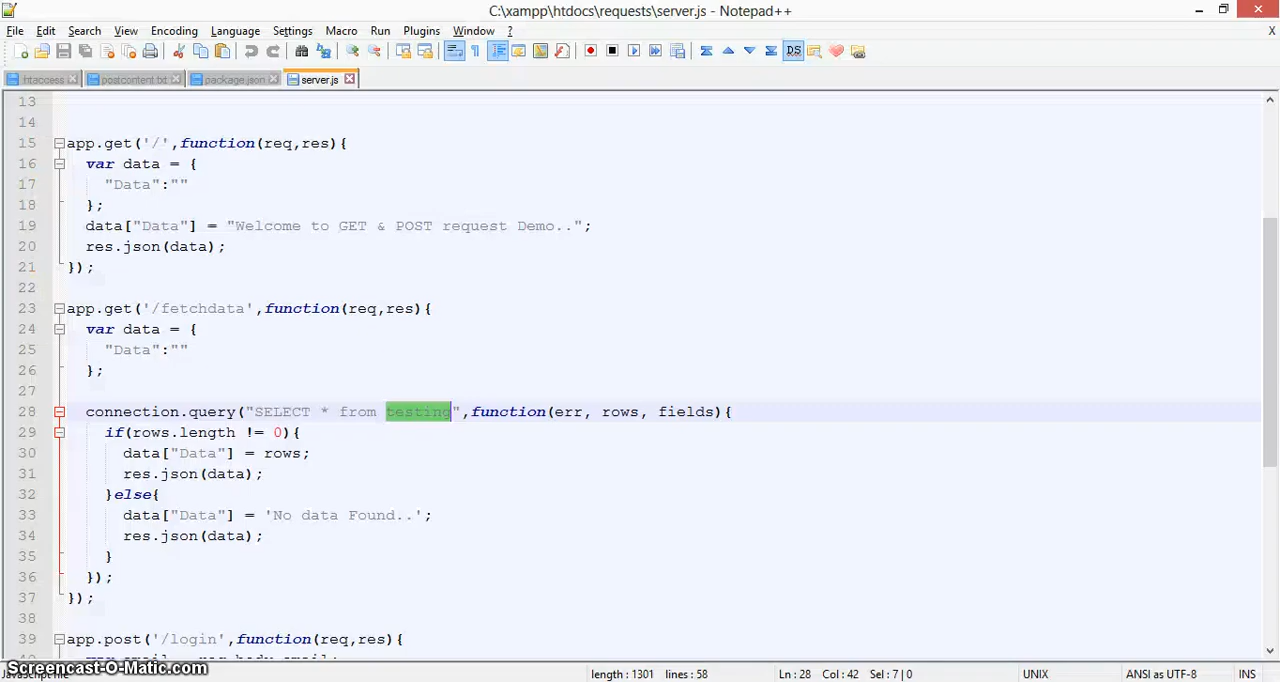 C:\xampp\htdocs\requests\server.js - Notepad++
File Edit Search View Encoding Language Settings Macro Run Plugins Window ? X
htaccess postcontent.txt package.json server.js
13
14
15 app.get('/',function(req,res){
16 var data = {
17 "Data":""
18 };
19 data["Data"] = "Welcome to GET & POST request Demo..";
20 res.json(data);
21 });
22
23 app.get('/fetchdata',function(req,res){
24 var data = {
25 "Data":""
26 };
27
28 connection.query("SELECT * from testing",function(err, rows, fields){
29 if(rows.length != 0){
30 data["Data"] = rows;
31 res.json(data);
32 }else{
33 data["Data"] = 'No data Found..';
34 res.json(data);
35 }
36 });
37 });
38
39 app.post('/login',function(req,res){
Screencast-O-Matic.com
length : 1301 lines : 58 Ln : 28 Col : 42 Sel : 7 | 0 UNIX ANSI as UTF-8 INS